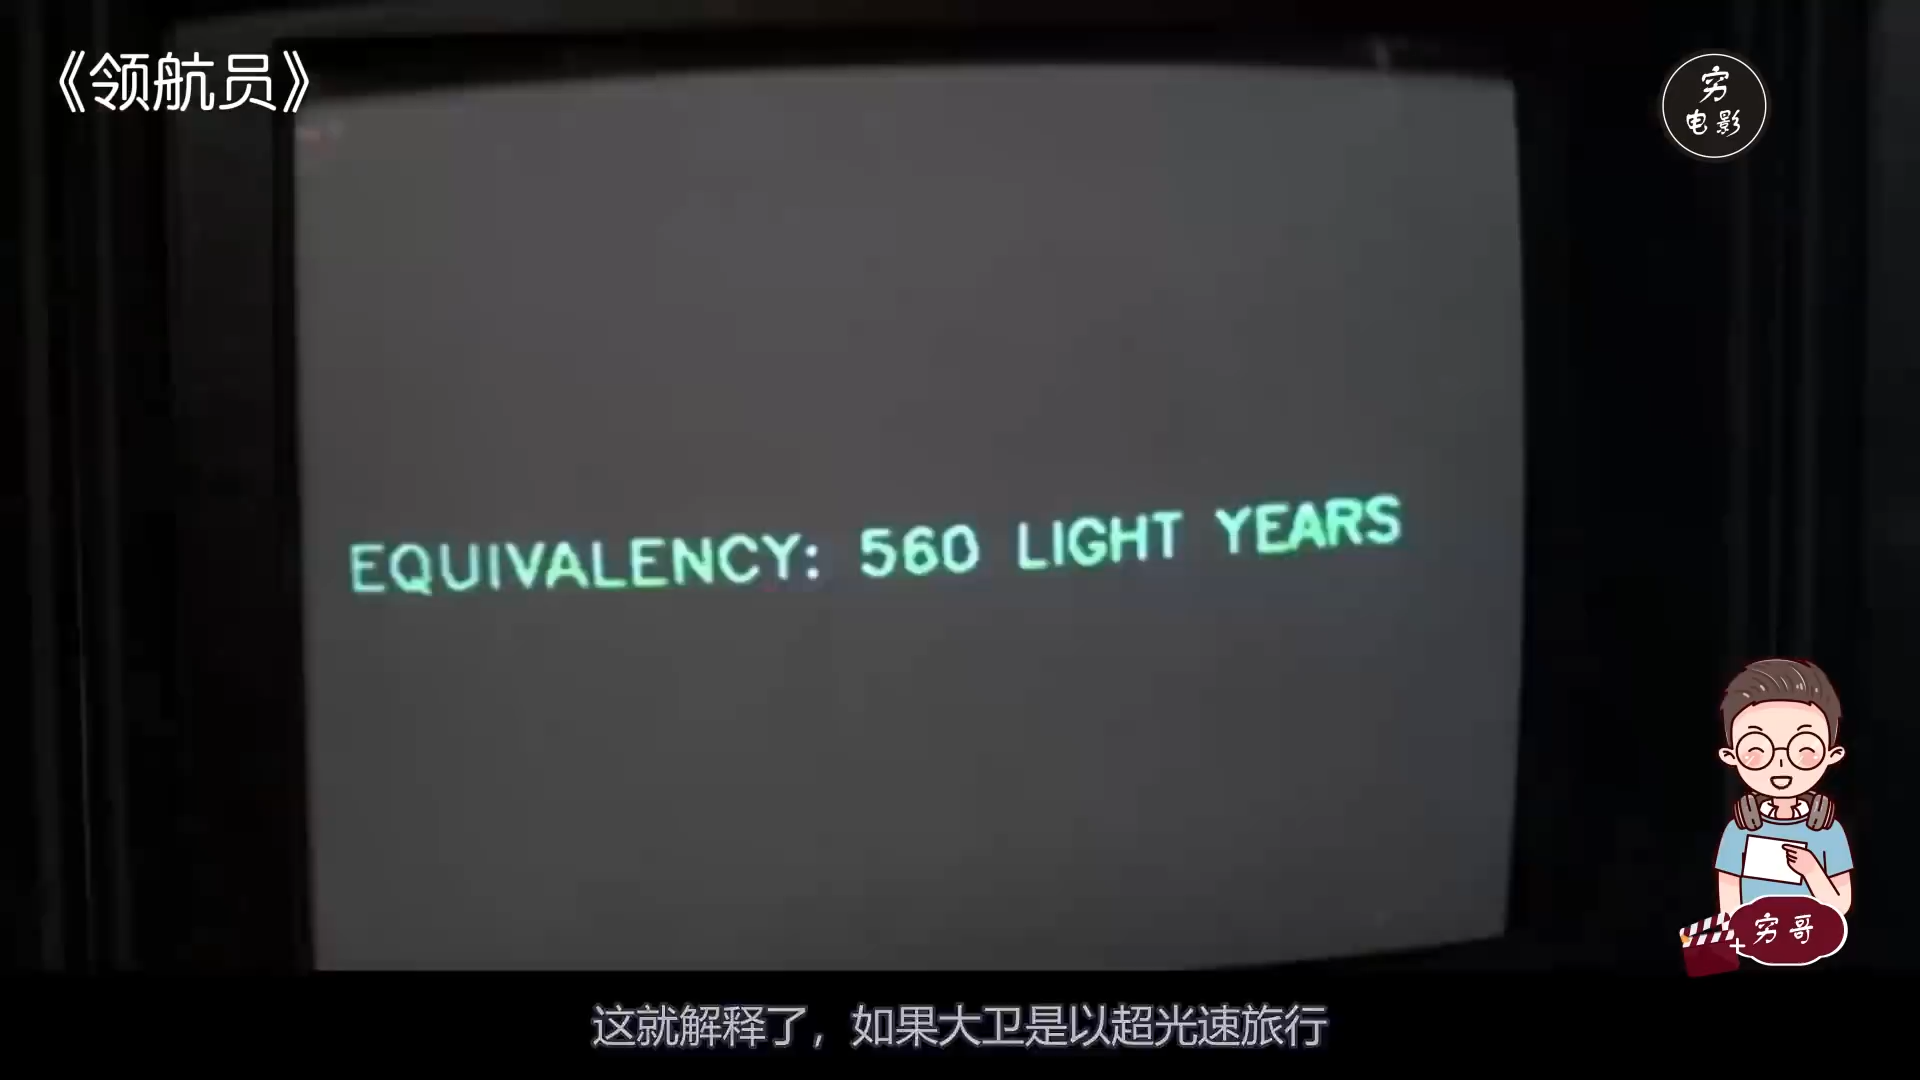 《领航员》
穷
电影
EQUIVALENCY: 560 LIGHT YEARS
穷哥
这就解释了，如果大卫是以超光速旅行